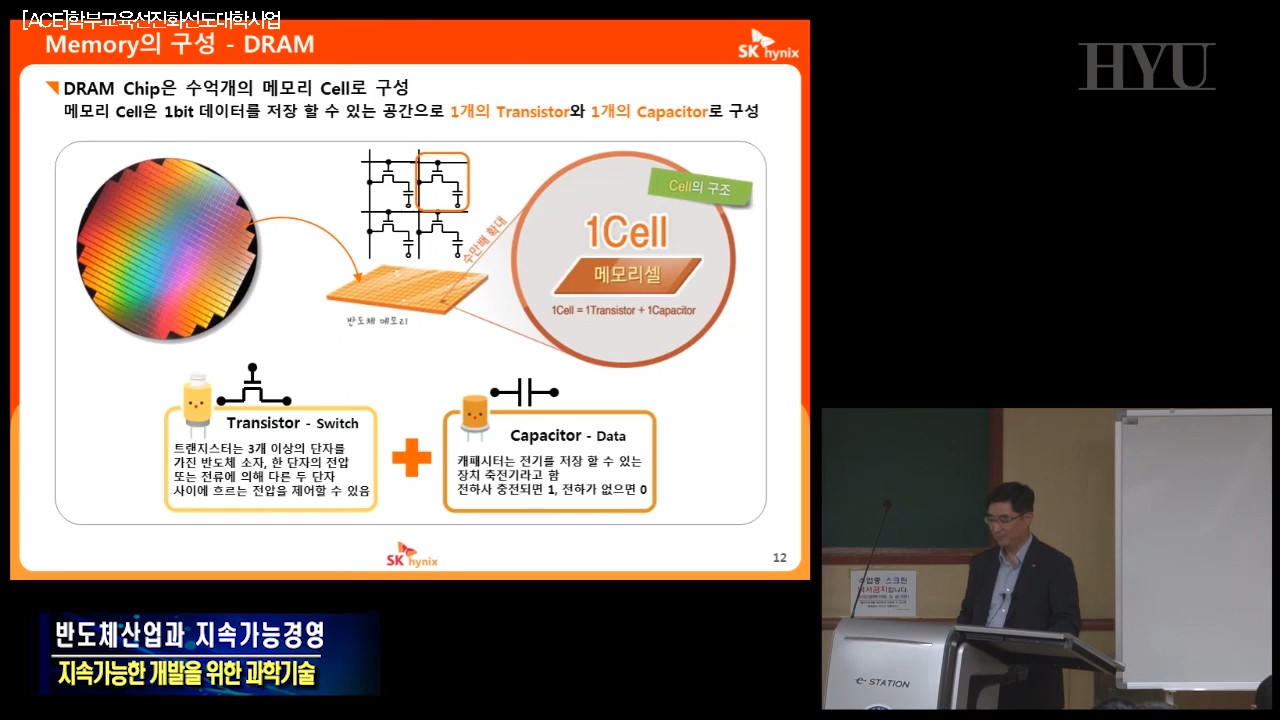 [ACE]학부교육선진화선도대학사업
Memory의 구성 - DRAM
SK hynix
HYU
DRAM Chip은 수억개의 메모리 Cell로 구성
메모리 Cell은 1bit 데이터를 저장 할 수 있는 공간으로 1개의 Transistor와 1개의 Capacitor로 구성
Cell의 구조
수만배 확대
1Cell
메모리셀
1Cell = 1Transistor + 1Capacitor
반도체 메모리
Transistor - Switch
트랜지스터는 3개 이상의 단자를
가진 반도체 소자, 한 단자의 전압
또는 전류에 의해 다른 두 단자
사이에 흐르는 전압을 제어할 수 있음
Capacitor - Data
캐패시터는 전기를 저장 할 수 있는
장치 축전기라고 함
전하사 충전되면 1, 전하가 없으면 0
SK hynix
12
수업중 스크린
e-STATION
반도체산업과 지속가능경영
지속가능한 개발을 위한 과학기술